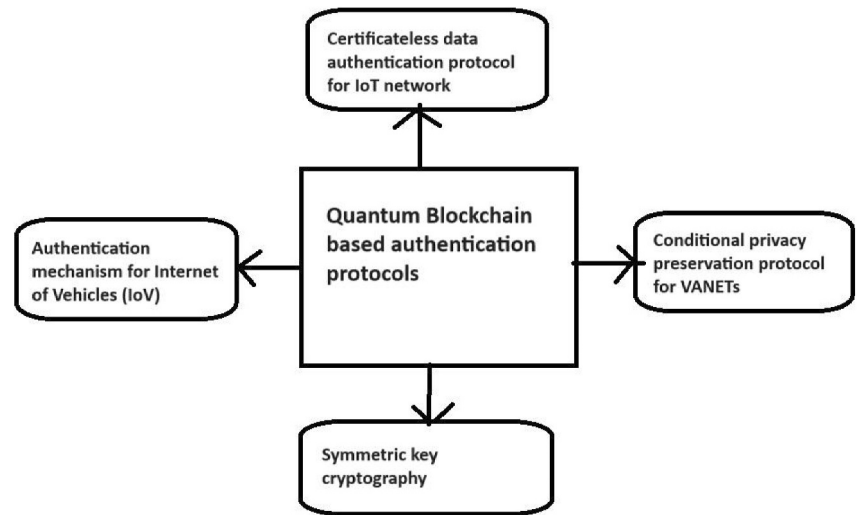 Certificateless data
authentication protocol
for IoT network
Quantum Blockchain
based authentication
protocols
Authentication
mechanism for Internet
of Vehicles (IoV)
Conditional privacy
preservation protocol
for VANETs
Symmetric key
cryptography